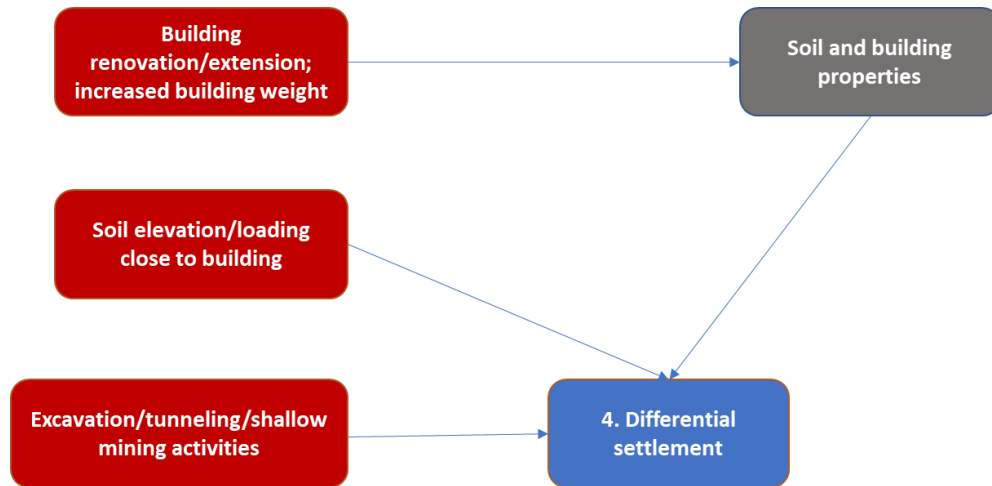 Building
renovation/extension;
increased building weight
Soil and building
properties
Soil elevation/loading
close to building
Excavation/tunneling/shallow
mining activities
4. Differential
settlement